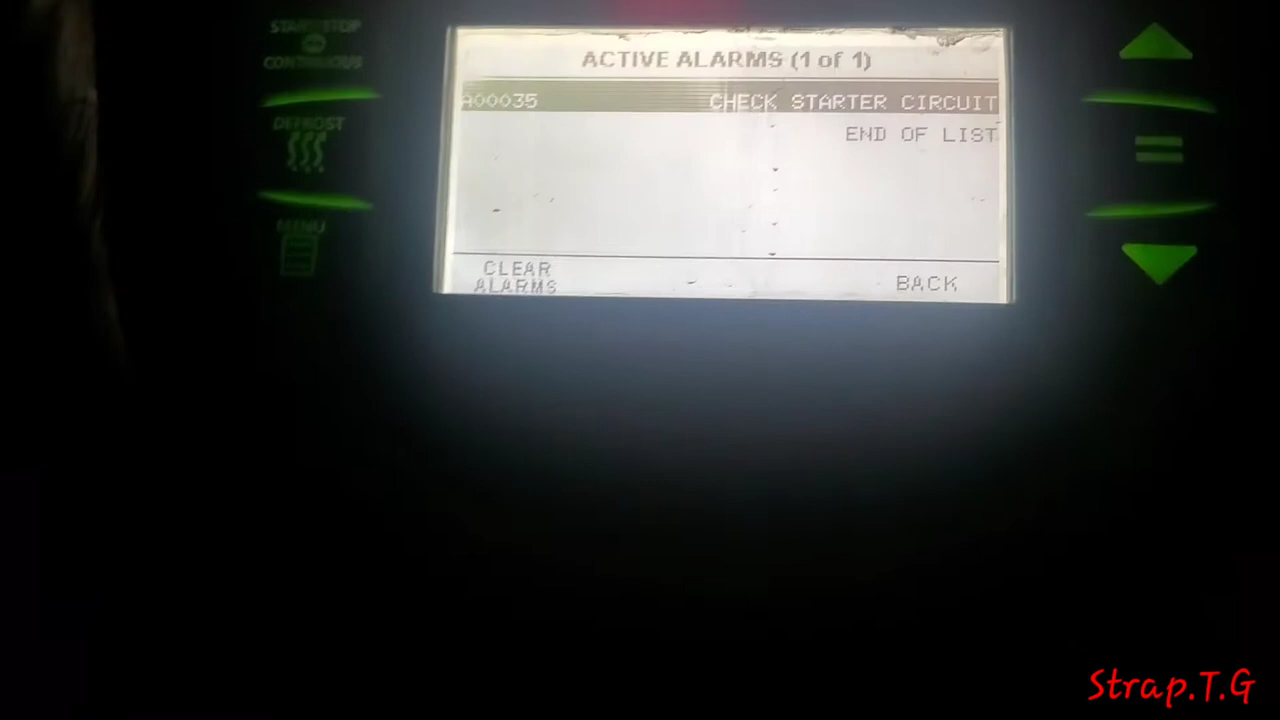 START/STOP
CONTINUOUS
DEFROST
MENU
ACTIVE ALARMS (1 of 1)
A00035 CHECK STARTER CIRCUIT
END OF LIST
CLEAR
ALARMS
BACK
=
Strap.T.G